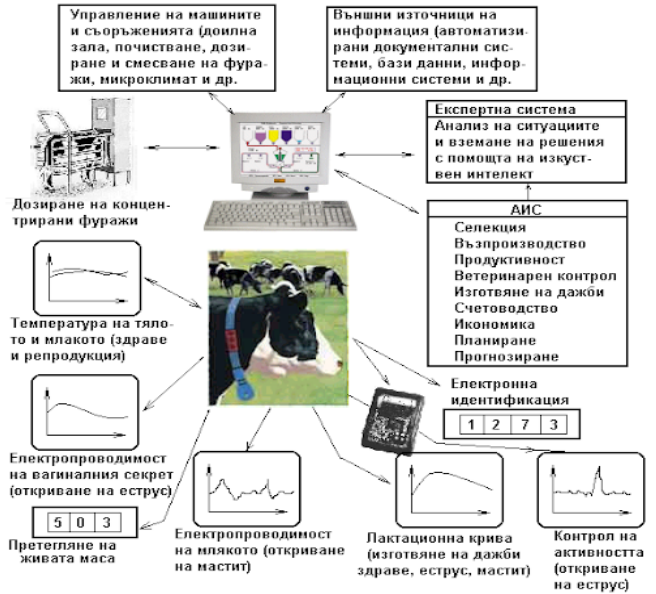 Управление на машините
и съоръженията (доилна
зала, почистване, дози-
ране и смесване на фура-
жи, микроклимат и др.
Външни източници на
информация (автоматизи-
рани документални сис-
теми, бази данни, инфор-
мационни системи и др.
Експертна система
Анализ на ситуациите
и вземане на решения
с помощта на изкуст-
вен интелект
Дозиране на концен-
трирани фуражи
АИС
Селекция
Възпроизводство
Продуктивност
Ветеринарен контрол
Изготвяне на дажби
Счетоводство
Икономика
Планиране
Прогнозиране
Температура на тяло-
то и млакото (здраве
и репродукция)
Електронна
идентификация
1 2 7 3
Електропроводимост
на вагиналния секрет
(откриване на еструс)
5 0 3
Претегляне на
живата маса
Електропроводимост
на млякото (откриване
на мастит)
Лактационна крива
(изготвяне на дажби
здраве, еструс, мастит)
Контрол на
активността
(откриване
на еструс)